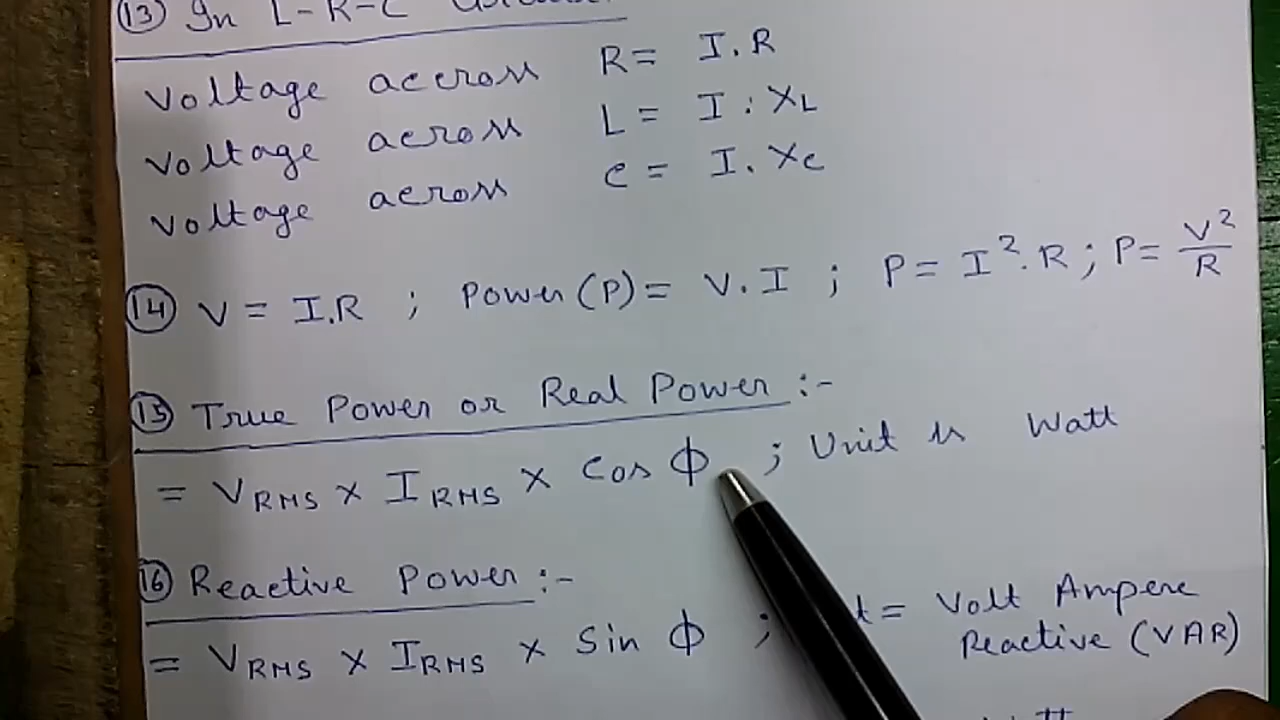 (13) In L-R-C
Voltage accross R = I.R
Voltage across L = I.XL
Voltage across C = I.Xc
(14) V = I.R ; Power(P) = V.I ; P = I².R ; P = V²/R
(15) True Power or Real Power :-
= VRMS x IRMS x Cos ϕ ; Unit is Watt
(16) Reactive Power :-
= VRMS x IRMS x Sin ϕ ; t = Volt Ampere
Reactive (VAR)